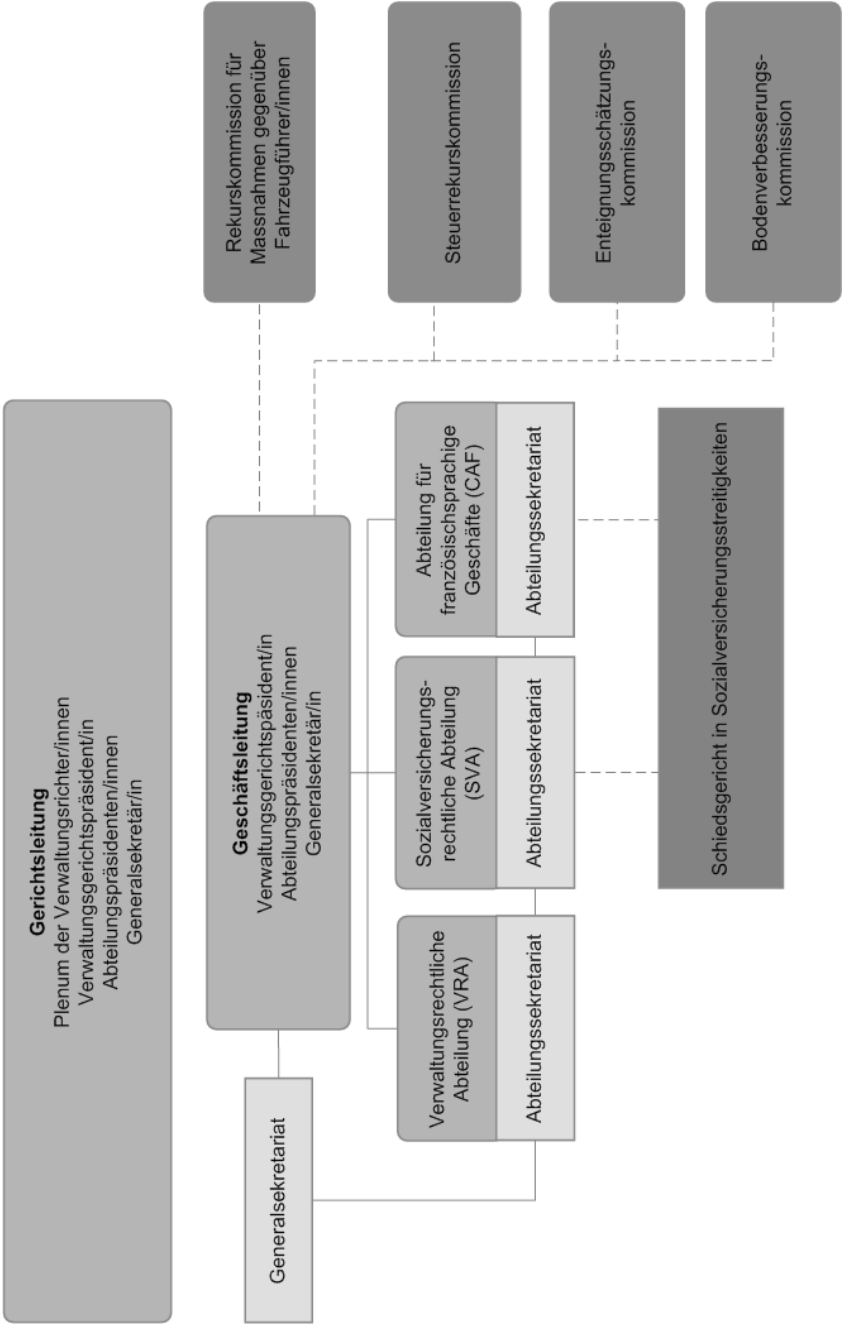 Gerichtsleitung
Plenum der Verwaltungsrichter/innen
Verwaltungsgerichtspräsident/in
Abteilungspräsidenten/innen
Generalsekretär/in
Generalsekretariat
Geschäftsleitung
Verwaltungsgerichtspäsident/in
Abteilungspräsidenten/innen
Generalsekretär/in
Rekurskommission für
Massnahmen gegenüber
Fahrzeugführer/innen
Verwaltungsrechtliche
Abteilung (VRA)
Abteilungssekretariat
Sozialversicherungs-
rechtliche Abteilung
(SVA)
Abteilungssekretariat
Abteilung für
französischsprachige
Geschäfte (CAF)
Abteilungssekretariat
Steuerrekurskommission
Enteignungsschätzungs-
kommission
Bodenverbesserungs-
kommission
Schiedsgericht in Sozialversicherungsstreitigkeiten